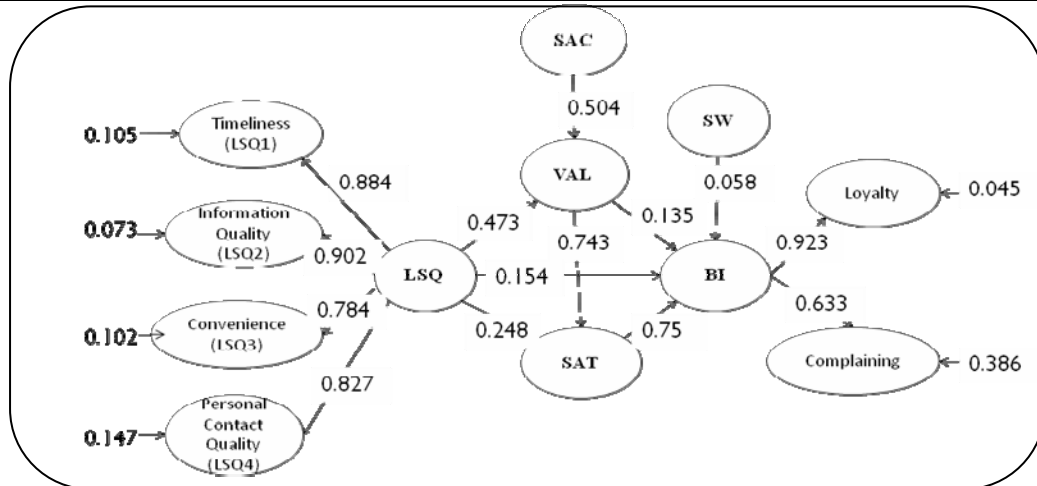 SAC
0.504
SW
0.105
Timeliness
(LSQ1)
0.884
VAL
0.058
Loyalty
0.045
0.073
Information
Quality
(LSQ2)
0.902
0.473
0.135
0.743
0.923
LSQ
0.154
BI
0.102
Convenience
(LSQ3)
0.784
0.248
0.75
0.633
SAT
Complaining
0.386
0.827
0.147
Personal
Contact
Quality
(LSQ4)